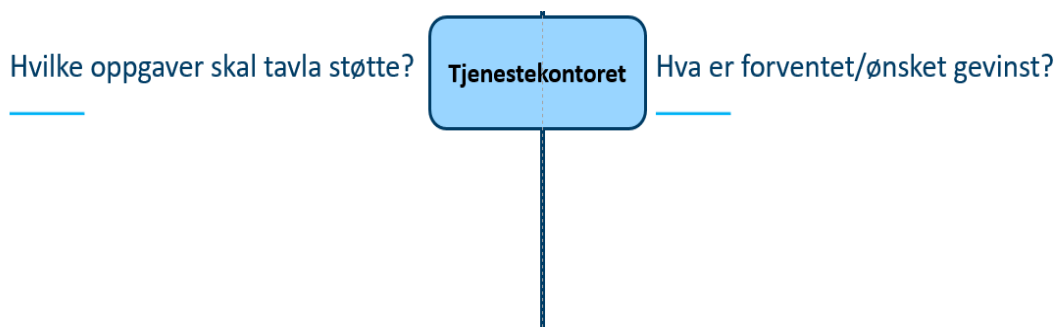 Hvilke oppgaver skal tavla støtte?
Tjenestekontoret
Hva er forventet/ønsket gevinst?